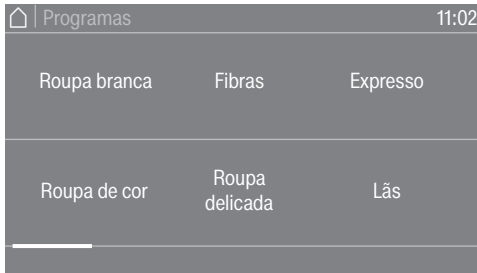 Programas 11:02
Roupa branca Fibras Expresso
Roupa de cor Roupa delicada Lãs